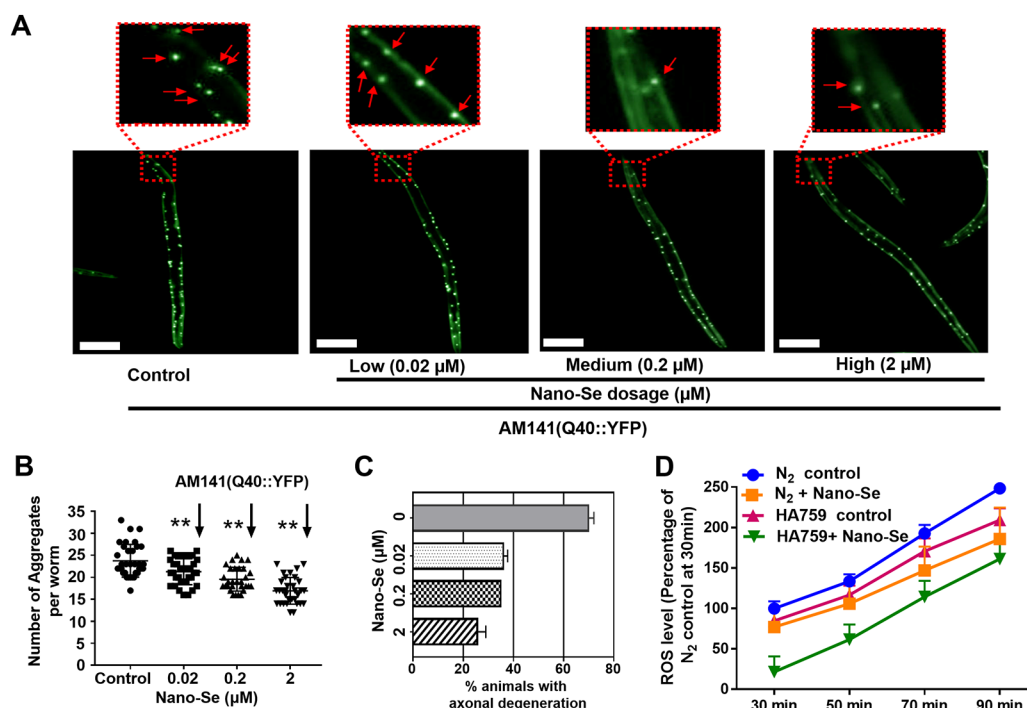 A
Control
Low (0.02 µM)
Medium (0.2 µM)
High (2 µM)
Nano-Se dosage (µM)
AM141(Q40::YFP)
B
AM141(Q40::YFP)
** ** **
Number of Aggregates
per worm
35
30
25
20
15
10
5
0
Control 0.02 0.2 2
Nano-Se (µM)
C
Nano-Se (µM)
0
0.02
0.2
2
0 20 40 60 80
% animals with
axonal degeneration
D
N2 control
N2 + Nano-Se
HA759 control
HA759+ Nano-Se
ROS level (Percentage of
N2 control at 30min)
250
200
150
100
50
0
30 min 50 min 70 min 90 min